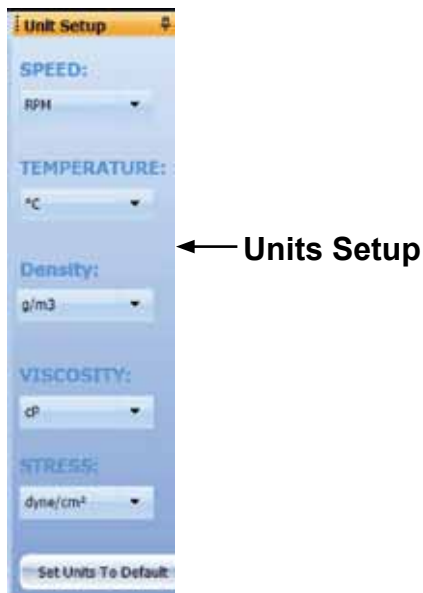 Unit Setup
SPEED:
RPM
TEMPERATURE:
°C
Units Setup
Density:
g/m3
VISCOSITY:
cP
STRESS:
dyne/cm²
Set Units To Default